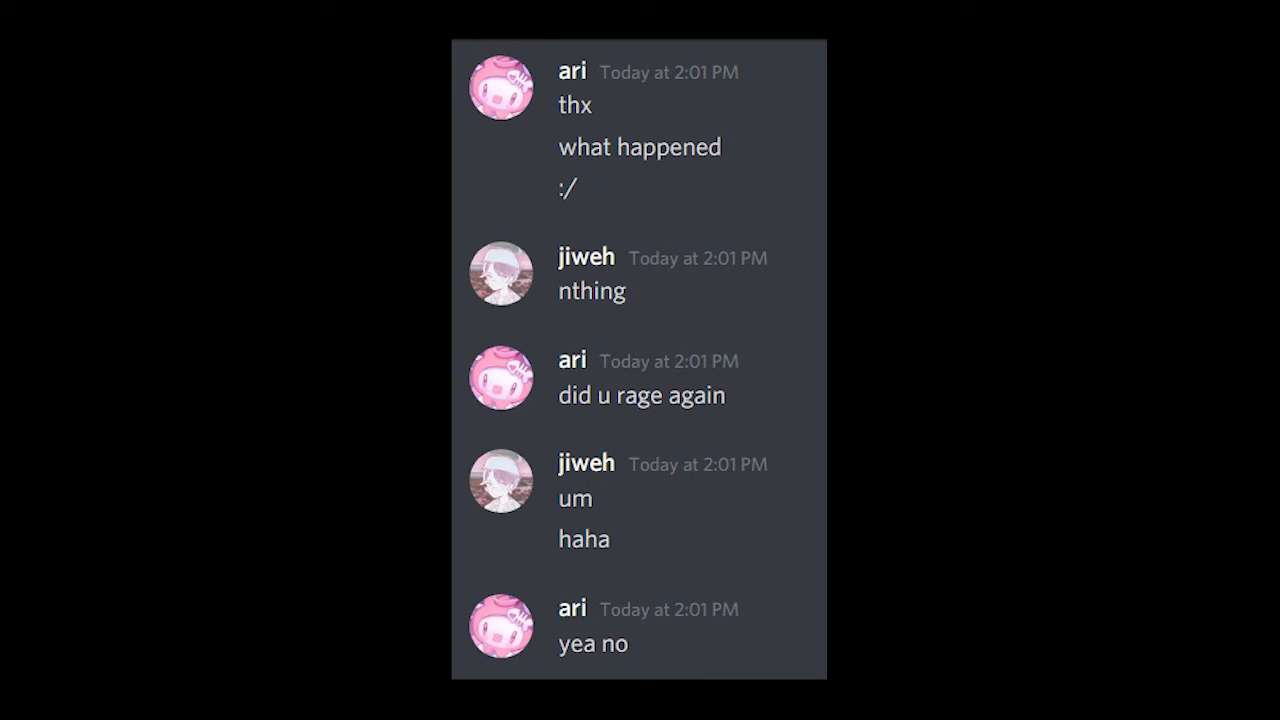 ari Today at 2:01 PM
thx
what happened
:/
jiweh Today at 2:01 PM
nthing
ari Today at 2:01 PM
did u rage again
jiweh Today at 2:01 PM
um
haha
ari Today at 2:01 PM
yea no